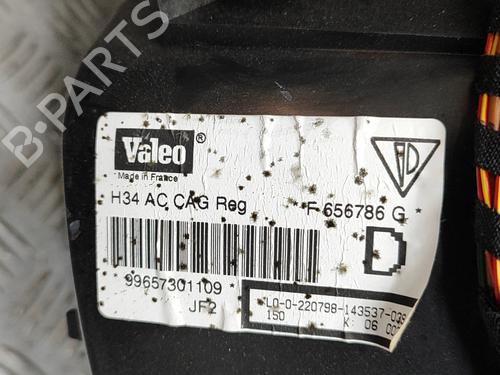 B-PARTS
Valeo ®
Made in France
H34 AC CAG Reg F 656786 G
D
99657301109
JF2
L0-0-220798-143537-039
150 K: 06